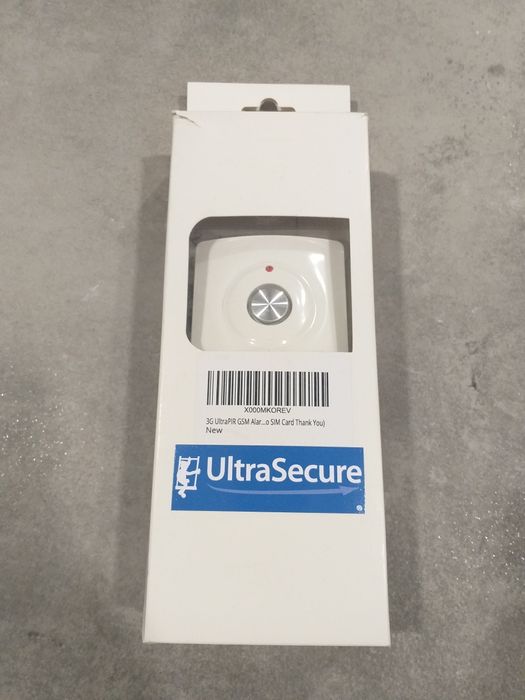 X000MKOREV
3G UltraPIR GSM Alar...o SIM Card Thank You)
New
UltraSecure
®